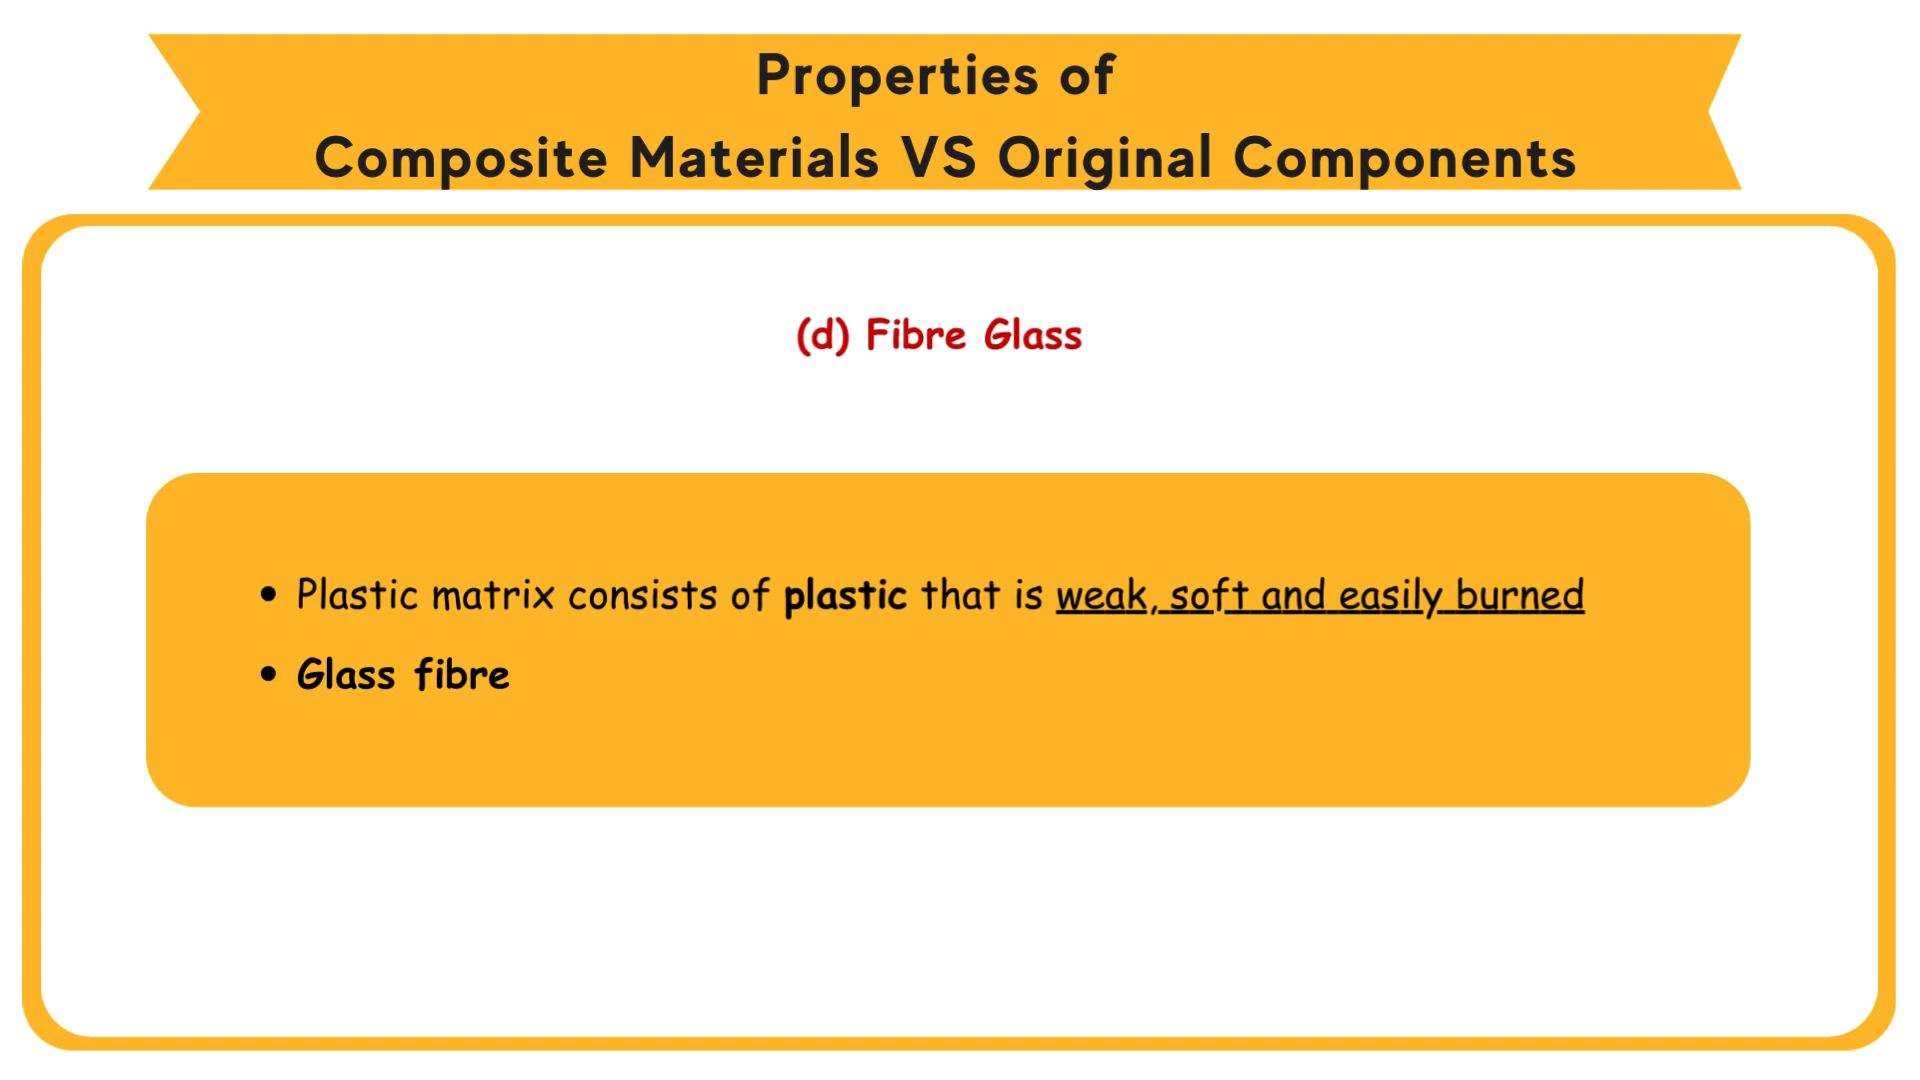 Properties of
Composite Materials VS Original Components
(d) Fibre Glass
• Plastic matrix consists of plastic that is weak, soft and easily burned
• Glass fibre